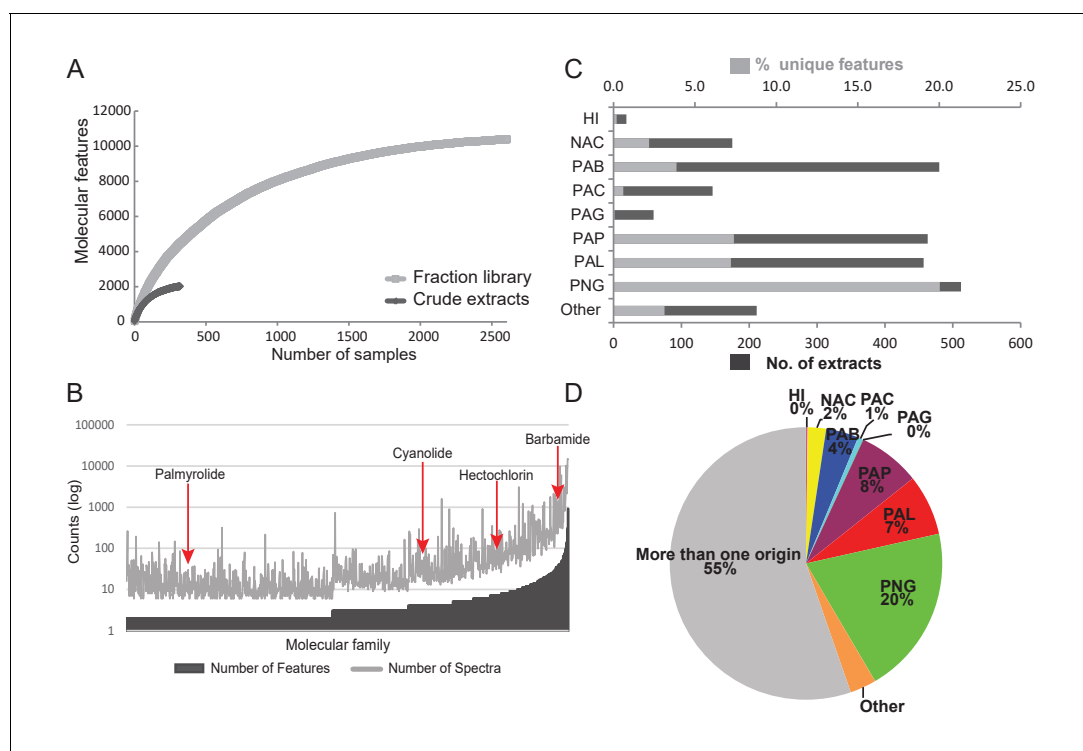 A
12000
10000
8000
6000
4000
2000
0
Molecular features
Fraction library
Crude extracts
0 500 1000 1500 2000 2500
Number of samples
B
100000
10000
1000
100
10
1
Counts (log)
Palmyrolide
Cyanolide
Hectochlorin
Barbamide
Molecular family
Number of Features Number of Spectra
C
% unique features
0.0 5.0 10.0 15.0 20.0 25.0
HI
NAC
PAB
PAC
PAG
PAP
PAL
PNG
Other
0 100 200 300 400 500 600
No. of extracts
D
HI
0%
NAC
2%
PAC
1%
PAG
0%
PAB
4%
PAP
8%
PAL
7%
PNG
20%
More than one origin
55%
Other